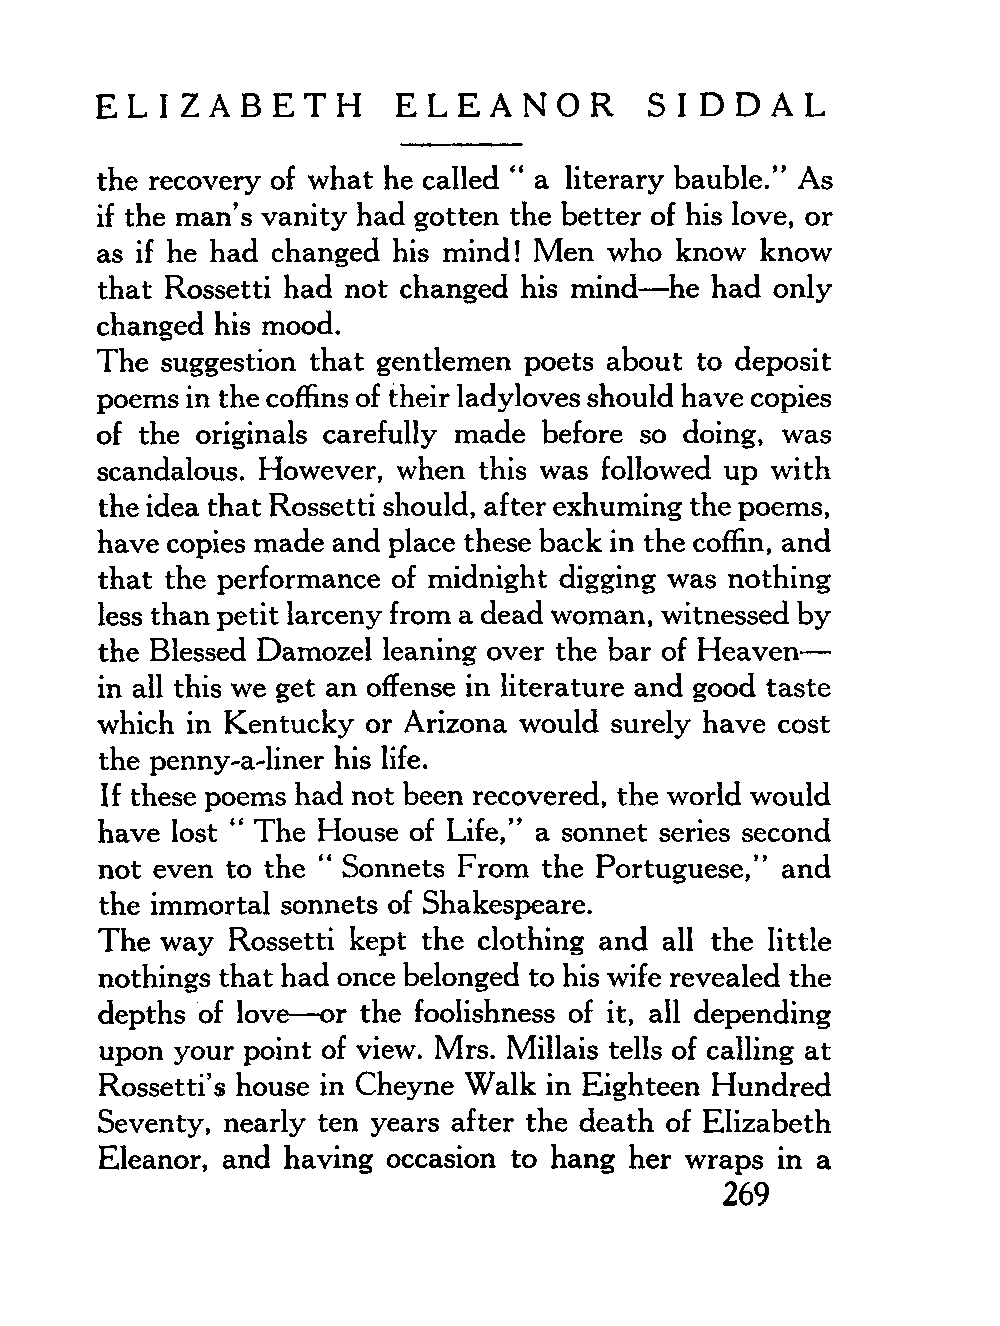 ELIZABETH ELEANOR SIDDAL
the recovery of what he called “ a literary bauble.” As
if the man's vanity had gotten the better of his love, or
as if he had changed his mind! Men who know know
that Rossetti had not changed his mind—he had only
changed his mood.
The suggestion that gentlemen poets about to deposit
poems in the coffins of their ladyloves should have copies
of the originals carefully made before so doing, was
scandalous. However, when this was followed up with
the idea that Rossetti should, after exhuming the poems,
have copies made and place these back in the coffin, and
that the performance of midnight digging was nothing
less than petit larceny from a dead woman, witnessed by
the Blessed Damozel leaning over the bar of Heaven—
in all this we get an offense in literature and good taste
which in Kentucky or Arizona would surely have cost
the penny-a-liner his life.
If these poems had not been recovered, the world would
have lost “ The House of Life,” a sonnet series second
not even to the “ Sonnets From the Portuguese,” and
the immortal sonnets of Shakespeare.
The way Rossetti kept the clothing and all the little
nothings that had once belonged to his wife revealed the
depths of love—or the foolishness of it, all depending
upon your point of view. Mrs. Millais tells of calling at
Rossetti's house in Cheyne Walk in Eighteen Hundred
Seventy, nearly ten years after the death of Elizabeth
Eleanor, and having occasion to hang her wraps in a
269